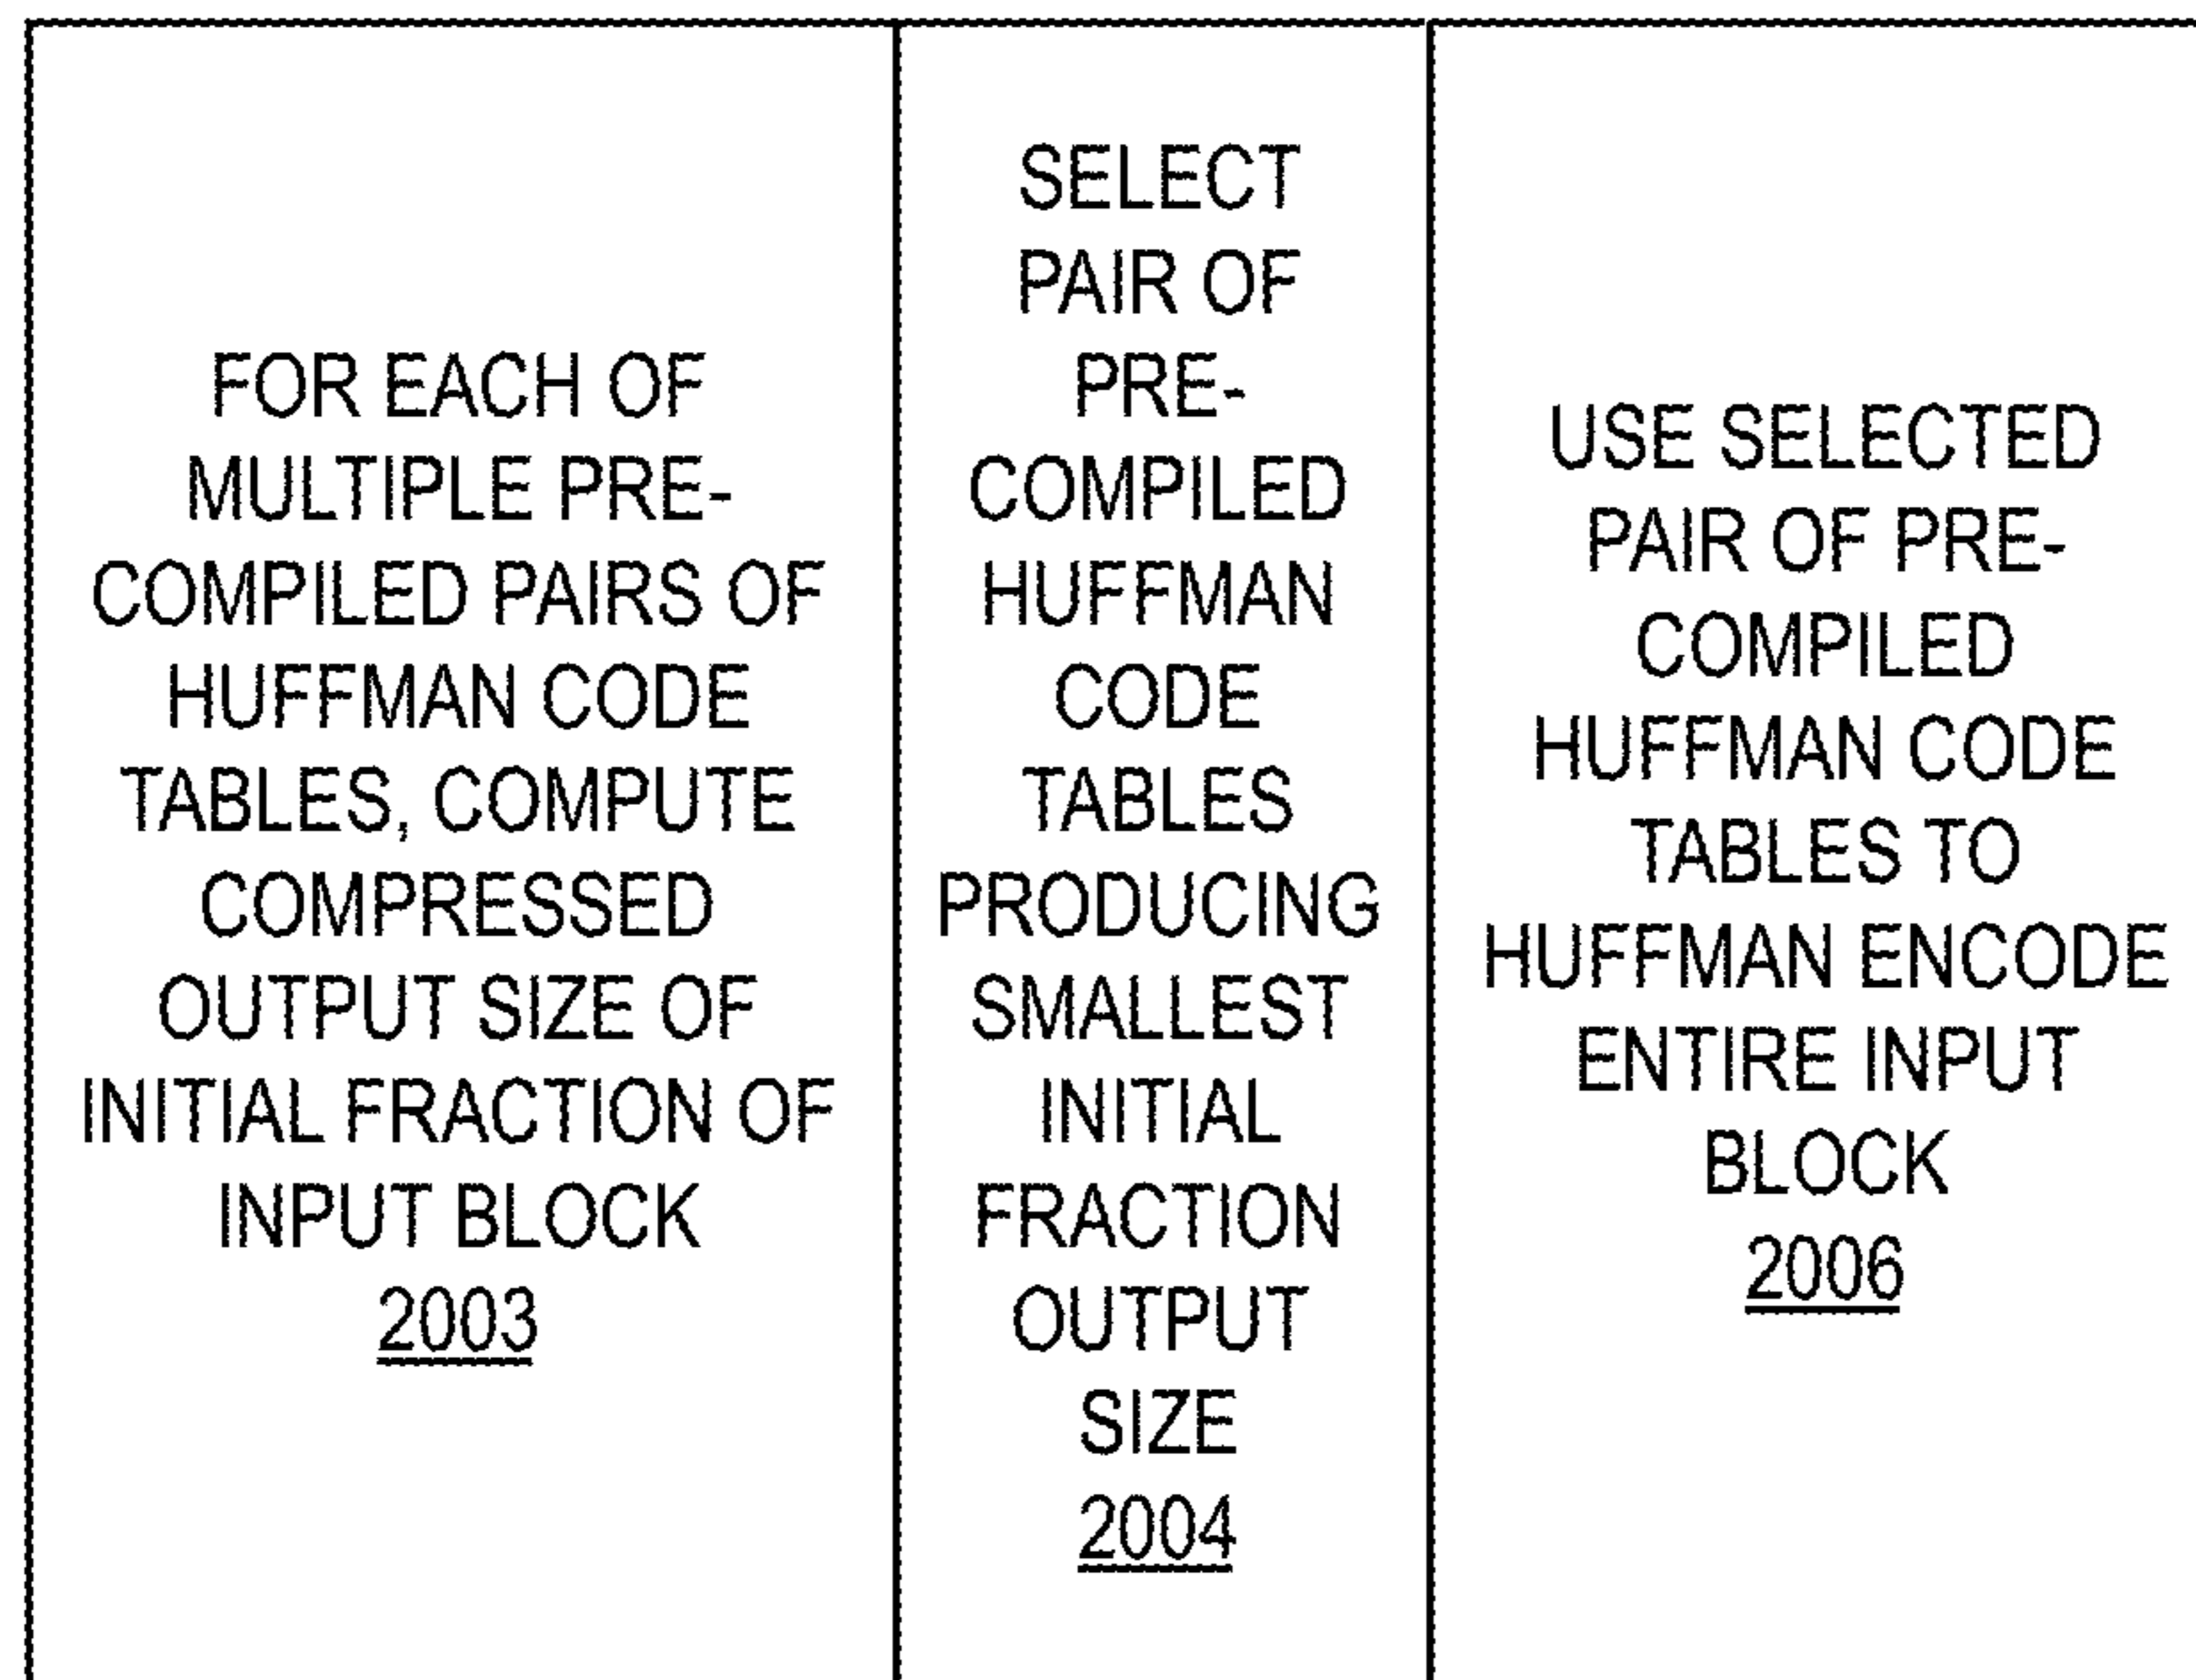 FOR EACH OF
MULTIPLE PRE-
COMPILED PAIRS OF
HUFFMAN CODE
TABLES, COMPUTE
COMPRESSED
OUTPUT SIZE OF
INITIAL FRACTION OF
INPUT BLOCK
2003
SELECT
PAIR OF
PRE-
COMPILED
HUFFMAN
CODE
TABLES
PRODUCING
SMALLEST
INITIAL
FRACTION
OUTPUT
SIZE
2004
USE SELECTED
PAIR OF PRE-
COMPILED
HUFFMAN CODE
TABLES TO
HUFFMAN ENCODE
ENTIRE INPUT
BLOCK
2006